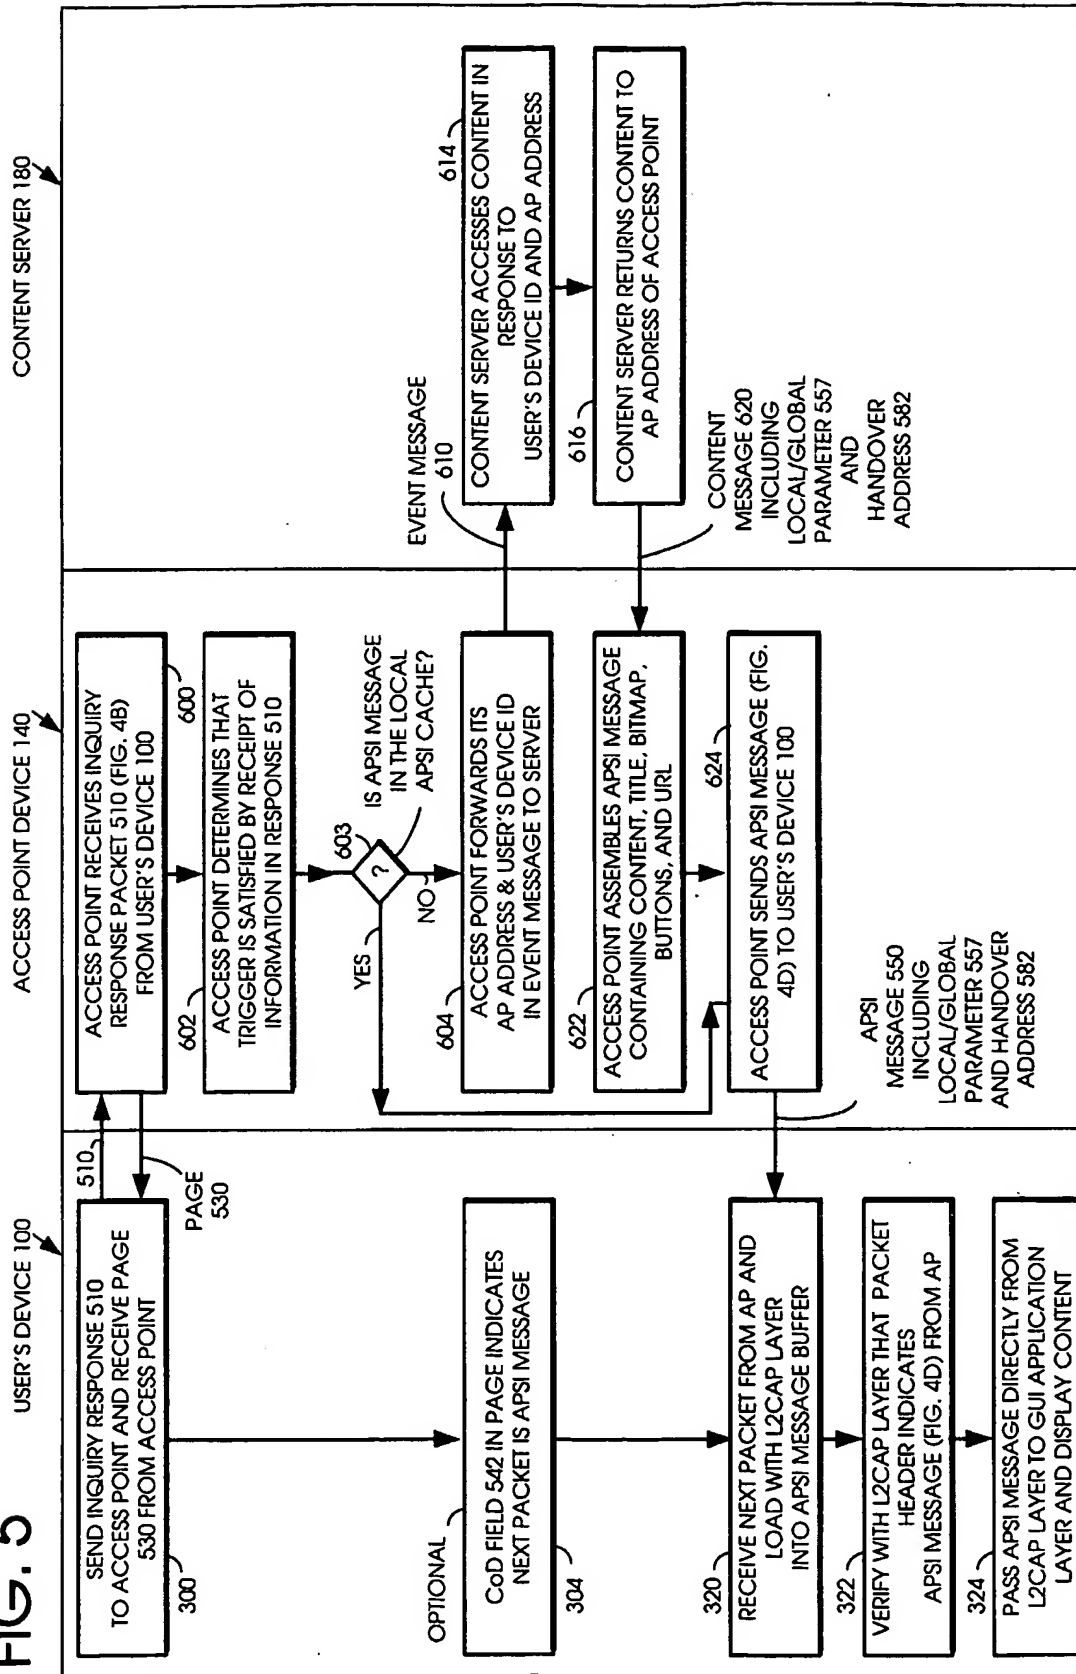 FIG. 5
USER'S DEVICE 100
SEND INQUIRY RESPONSE 510
TO ACCESS POINT AND RECEIVE PAGE
530 FROM ACCESS POINT
300
510
PAGE
530
OPTIONAL
CoD FIELD 542 IN PAGE INDICATES
NEXT PACKET IS APSI MESSAGE
304
320
RECEIVE NEXT PACKET FROM AP AND
LOAD WITH L2CAP LAYER
INTO APSI MESSAGE BUFFER
322
VERIFY WITH L2CAP LAYER THAT PACKET
HEADER INDICATES
APSI MESSAGE (FIG. 4D) FROM AP
324
PASS APSI MESSAGE DIRECTLY FROM
L2CAP LAYER TO GUI APPLICATION
LAYER AND DISPLAY CONTENT
ACCESS POINT DEVICE 140
ACCESS POINT RECEIVES INQUIRY
RESPONSE PACKET 510 (FIG. 4B)
FROM USER'S DEVICE 100
600
602
ACCESS POINT DETERMINES THAT
TRIGGER IS SATISFIED BY RECEIPT OF
INFORMATION IN RESPONSE 510
603
?
IS APSI MESSAGE
IN THE LOCAL
APSI CACHE?
YES
NO
604
ACCESS POINT FORWARDS ITS
AP ADDRESS & USER'S DEVICE ID
IN EVENT MESSAGE TO SERVER
622
ACCESS POINT ASSEMBLES APSI MESSAGE
CONTAINING CONTENT, TITLE, BITMAP,
BUTTONS, AND URL
624
ACCESS POINT SENDS APSI MESSAGE (FIG.
4D) TO USER'S DEVICE 100
APSI
MESSAGE 550
INCLUDING
LOCAL/GLOBAL
PARAMETER 557
AND HANDOVER
ADDRESS 582
CONTENT SERVER 180
EVENT MESSAGE
610
614
CONTENT SERVER ACCESSES CONTENT IN
RESPONSE TO
USER'S DEVICE ID AND AP ADDRESS
616
CONTENT SERVER RETURNS CONTENT TO
AP ADDRESS OF ACCESS POINT
CONTENT
MESSAGE 620
INCLUDING
LOCAL/GLOBAL
PARAMETER 557
AND
HANDOVER
ADDRESS 582